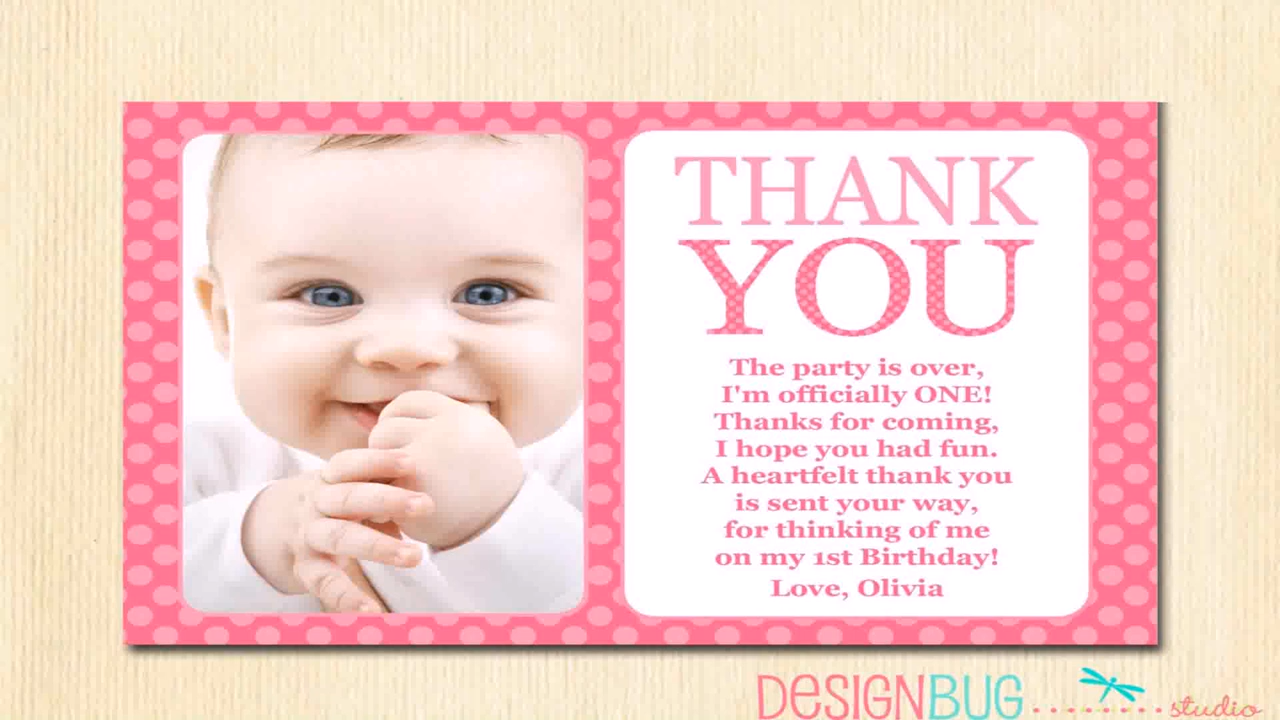 THANK
YOU
The party is over,
I'm officially ONE!
Thanks for coming,
I hope you had fun.
A heartfelt thank you
is sent your way,
for thinking of me
on my 1st Birthday!
Love, Olivia
DESIGNBUG.........studio